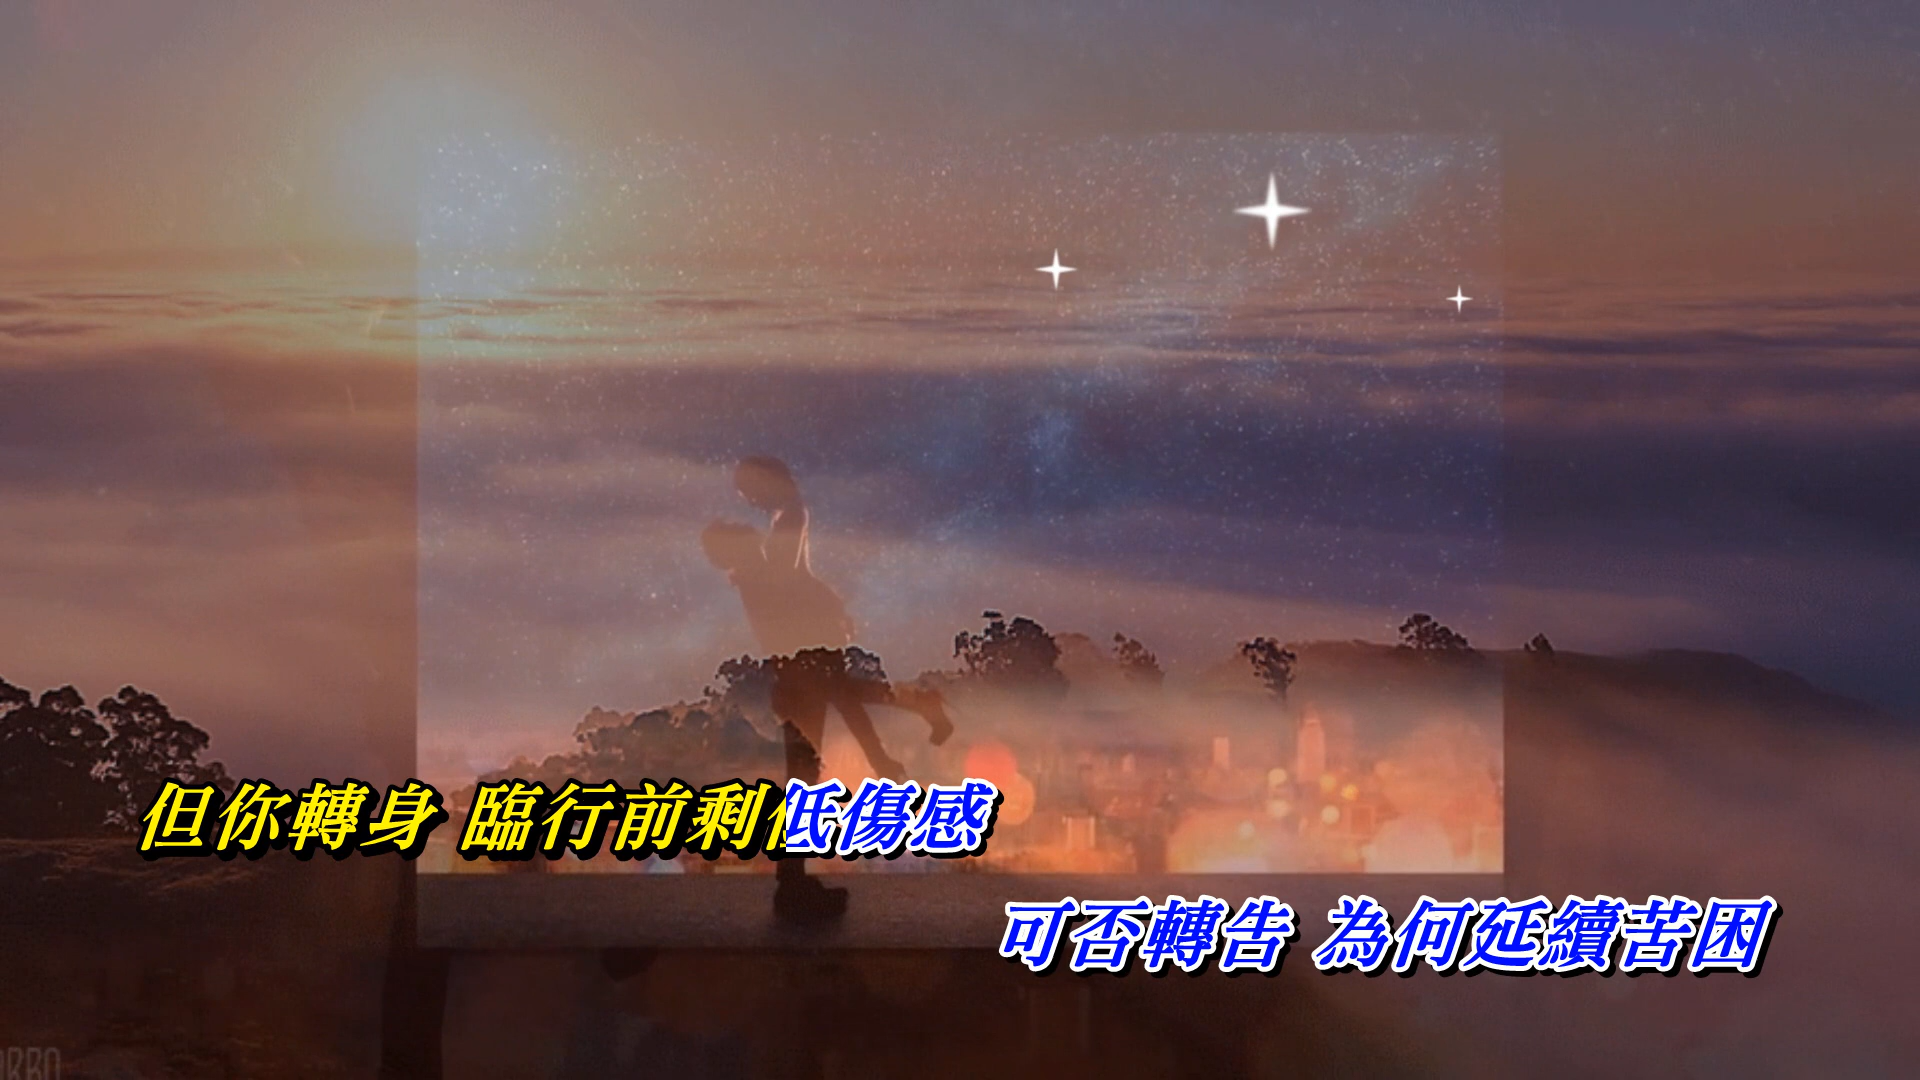 但你轉身 臨行前剩低傷感
可否轉告 為何延續苦困